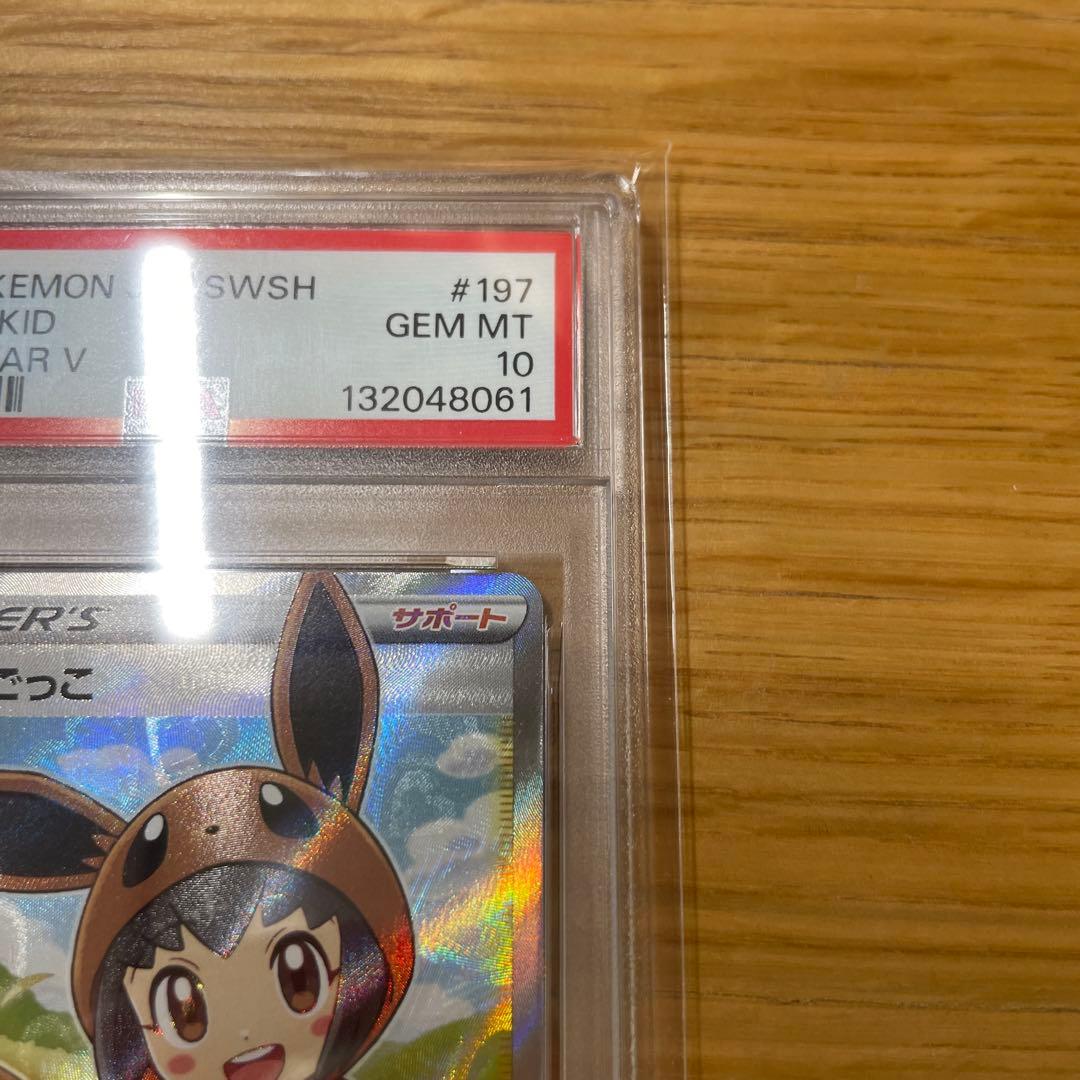 KEMON SWSH #197
KID GEM MT
AR V 10
132048061
ER'S サポート
ごっこ